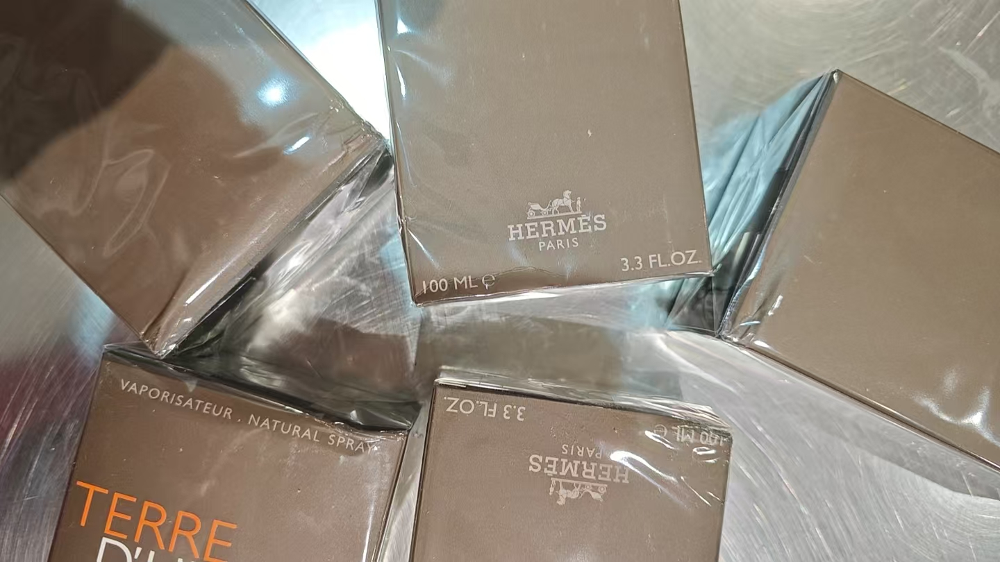 HERMÈS
PARIS
100 ML ℮
3.3 FL.OZ.
VAPORISATEUR . NATURAL SPRAY
TERRE
3.3 FL.OZ.
100 ML ℮
HERMÈS
PARIS